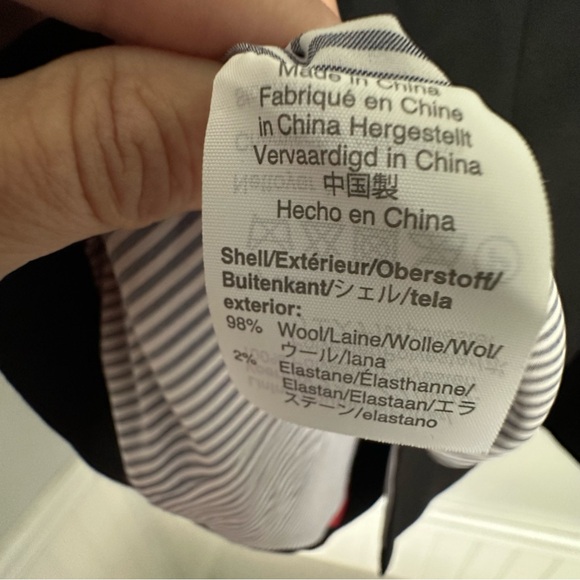 Made in China
Fabriqué en Chine
in China Hergestellt
Vervaardigd in China
中国製
Hecho en China
Shell/Extérieur/Oberstoff/
Buitenkant/シェル/tela
exterior:
98% Wool/Laine/Wolle/Wol/
ウール/lana
2% Elastane/Élasthanne/
Elastan/Elastaan/エラ
ステーン/elastano